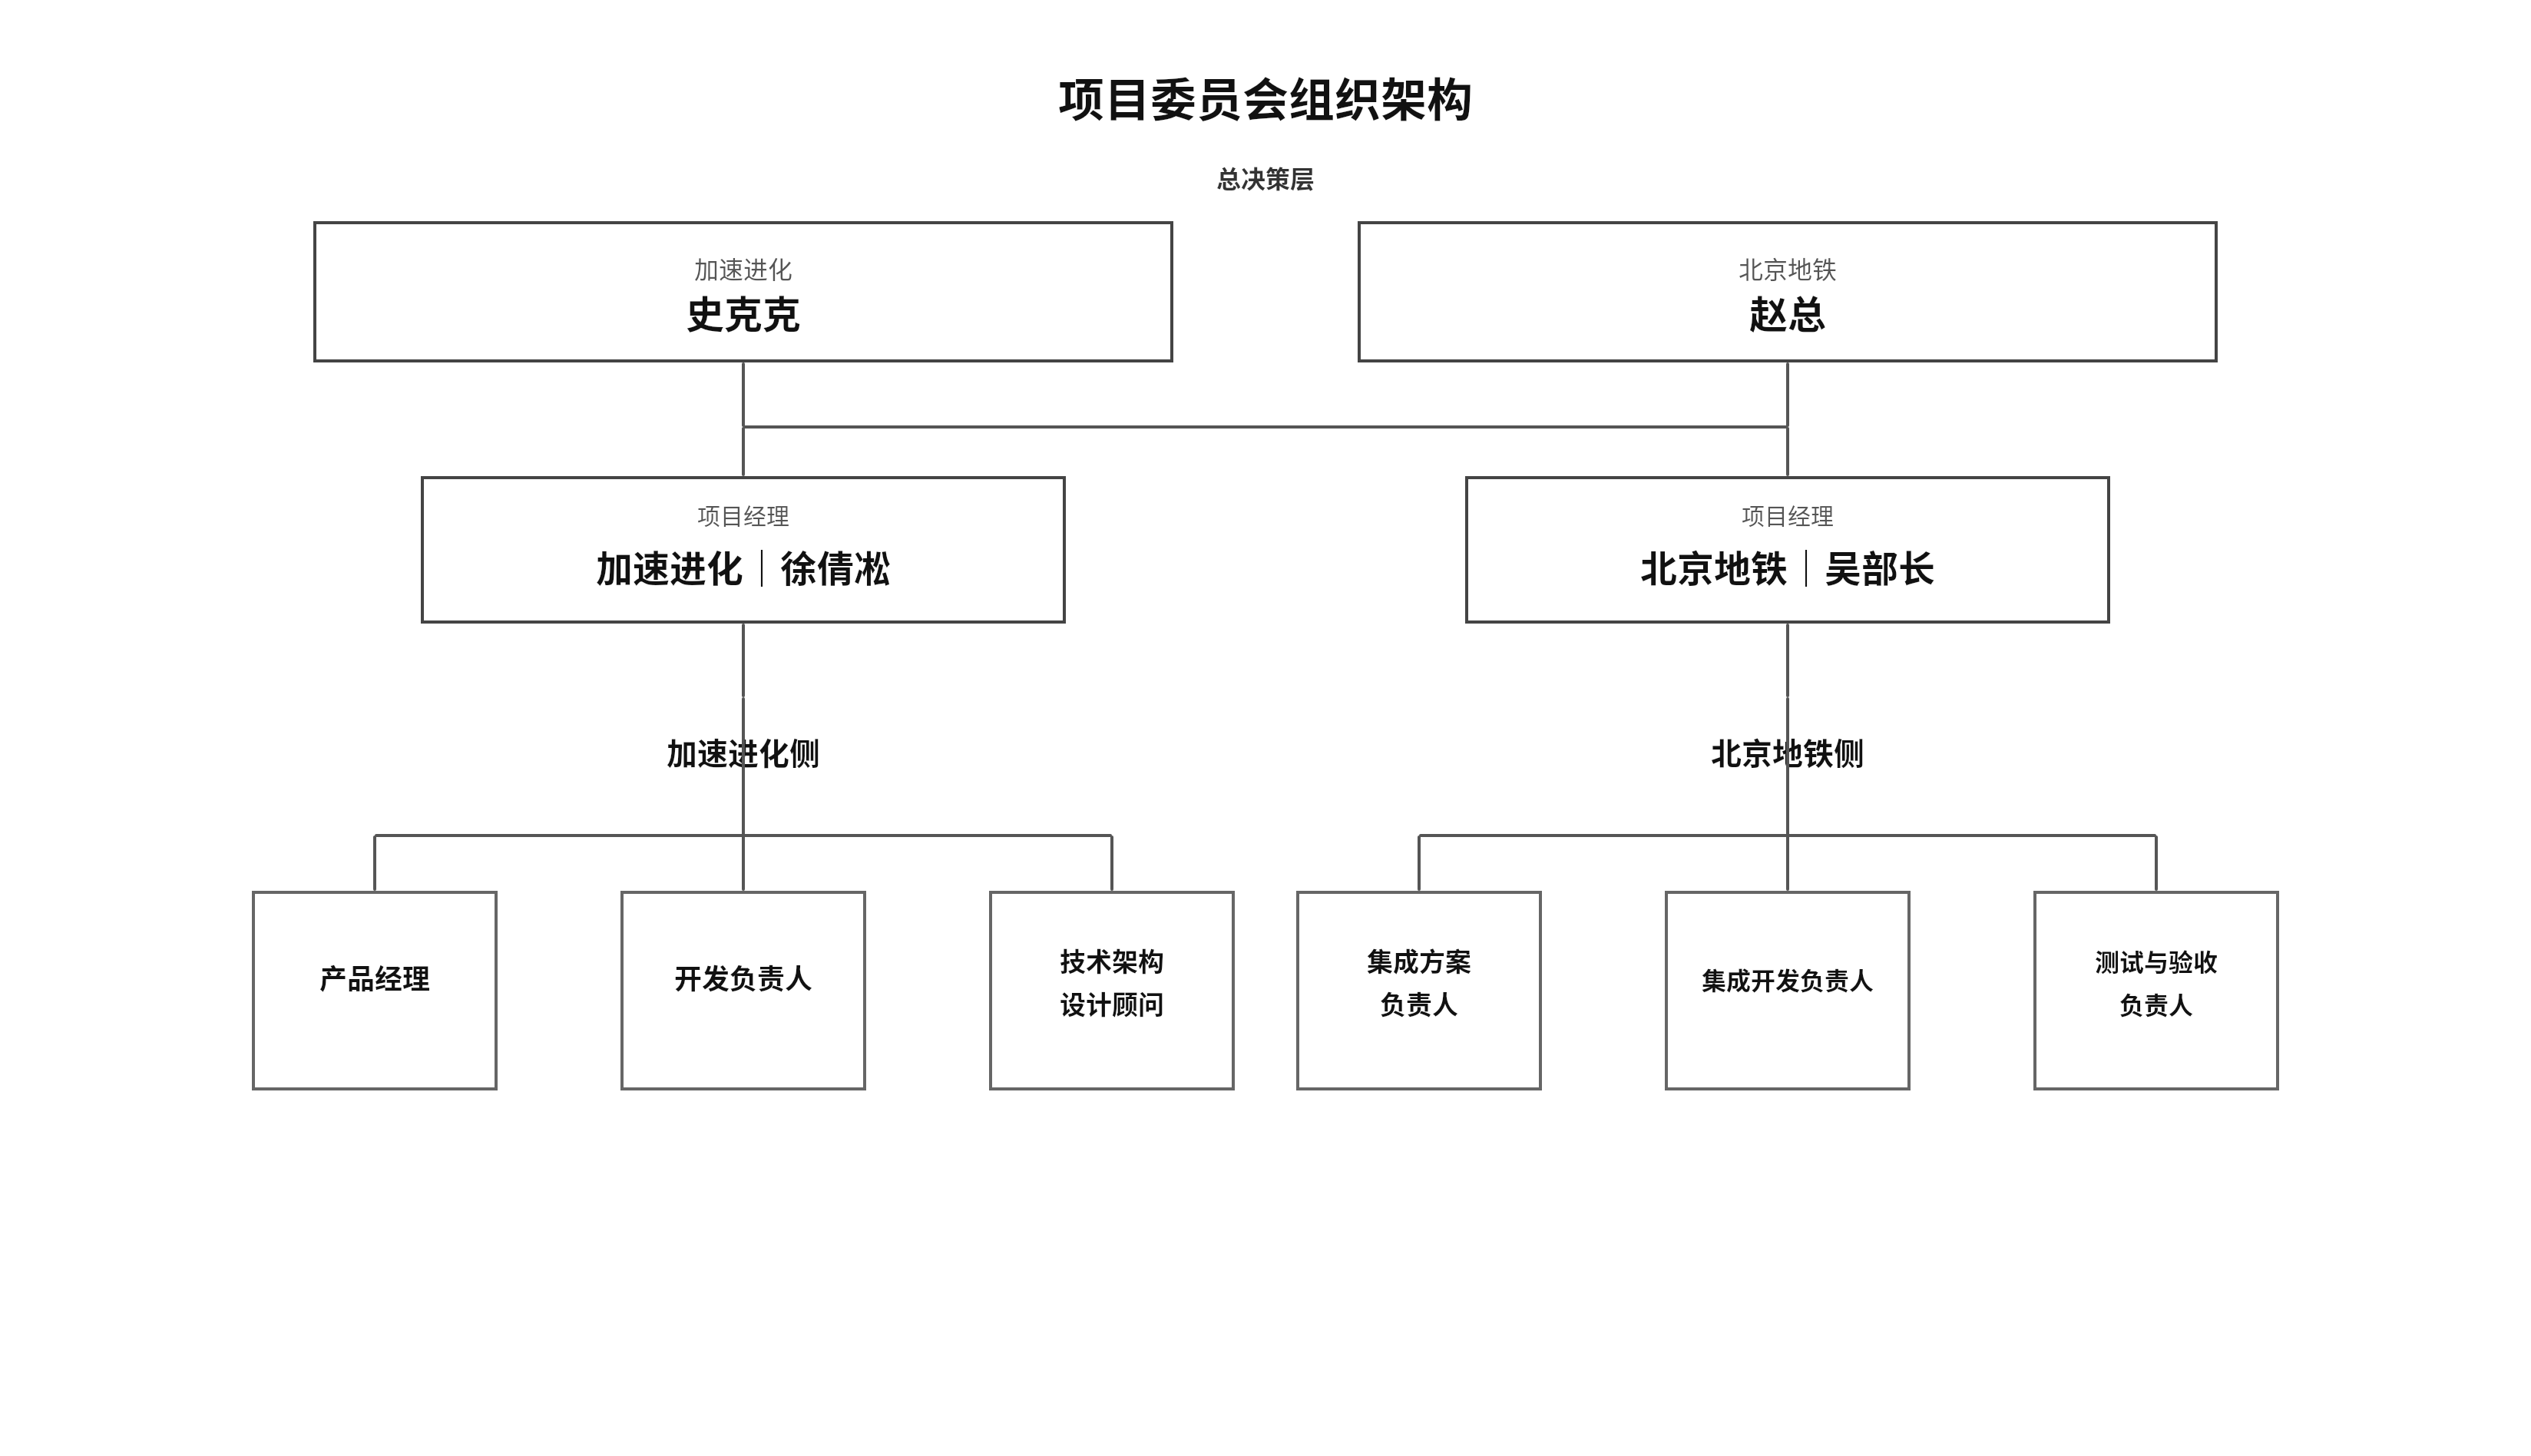 项目委员会组织架构
总决策层
加速进化
史克克
北京地铁
赵总
项目经理
加速进化｜徐倩凇
项目经理
北京地铁｜吴部长
加速进化侧
北京地铁侧
产品经理
开发负责人
技术架构
设计顾问
集成方案
负责人
集成开发负责人
测试与验收
负责人